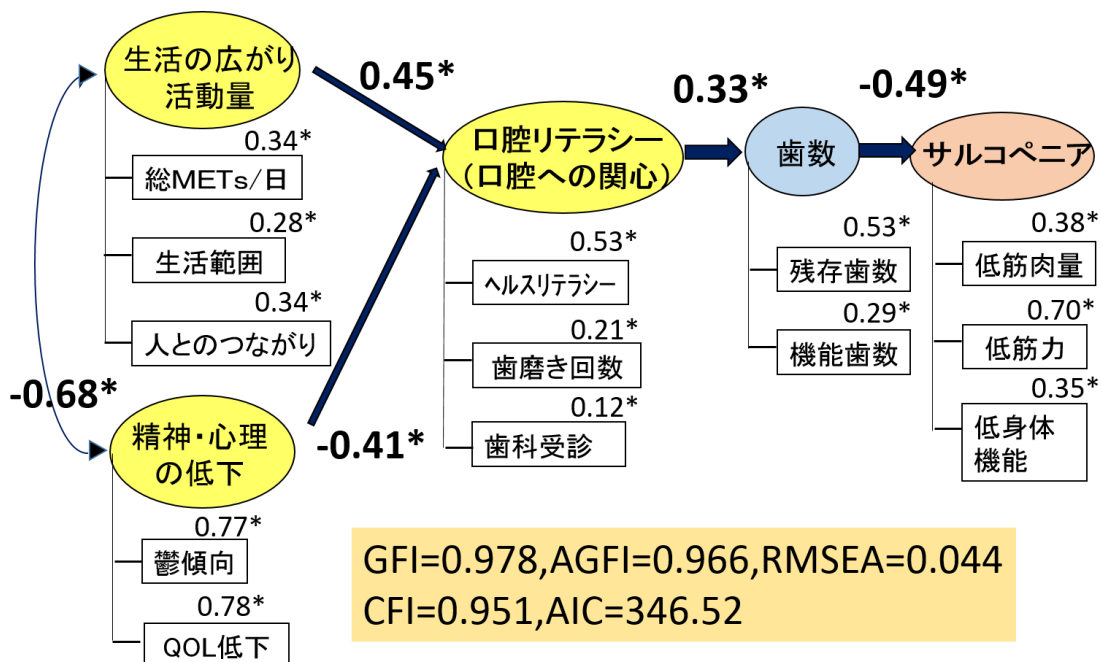 生活の広がり
活動量
0.34*
総METs/日
0.28*
生活範囲
0.34*
人とのつながり
-0.68*
精神・心理
の低下
0.77*
鬱傾向
0.78*
QOL低下
0.45*
-0.41*
口腔リテラシー
(口腔への関心)
0.53*
ヘルスリテラシー
0.21*
歯磨き回数
0.12*
歯科受診
0.33*
歯数
0.53*
残存歯数
0.29*
機能歯数
-0.49*
サルコペニア
0.38*
低筋肉量
0.70*
低筋力
0.35*
低身体
機能
GFI=0.978,AGFI=0.966,RMSEA=0.044
CFI=0.951,AIC=346.52